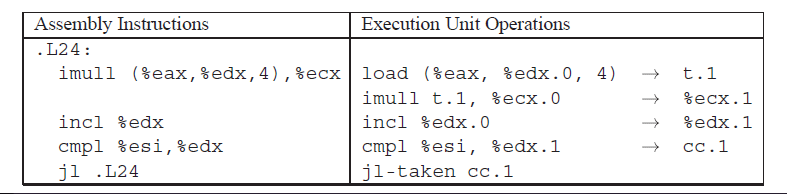 Assembly Instructions Execution Unit Operations
.L24:
imull (%eax,%edx,4),%ecx load (%eax, %edx.0, 4) → t.1
imull t.1, %ecx.0 → %ecx.1
incl %edx incl %edx.0 → %edx.1
cmpl %esi,%edx cmpl %esi, %edx.1 → cc.1
jl .L24 jl-taken cc.1